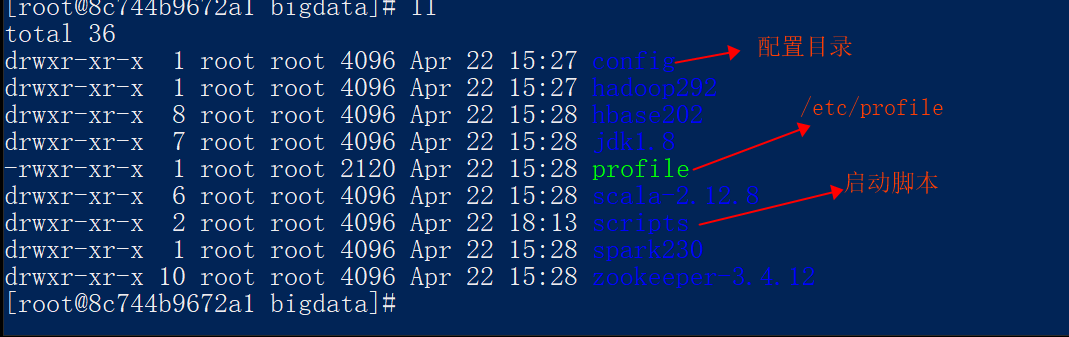 [root@8c744b9672a1 bigdata]# ll
total 36
drwxr-xr-x  1 root root 4096 Apr 22 15:27 config 配置目录
drwxr-xr-x  1 root root 4096 Apr 22 15:27 hadoop292
drwxr-xr-x  8 root root 4096 Apr 22 15:28 hbase202 /etc/profile
drwxr-xr-x  7 root root 4096 Apr 22 15:28 jdk1.8
-rwxr-xr-x  1 root root 2120 Apr 22 15:28 profile
drwxr-xr-x  6 root root 4096 Apr 22 15:28 scala-2.12.8 启动脚本
drwxr-xr-x  2 root root 4096 Apr 22 18:13 scripts
drwxr-xr-x  1 root root 4096 Apr 22 15:28 spark230
drwxr-xr-x 10 root root 4096 Apr 22 15:28 zookeeper-3.4.12
[root@8c744b9672a1 bigdata]#